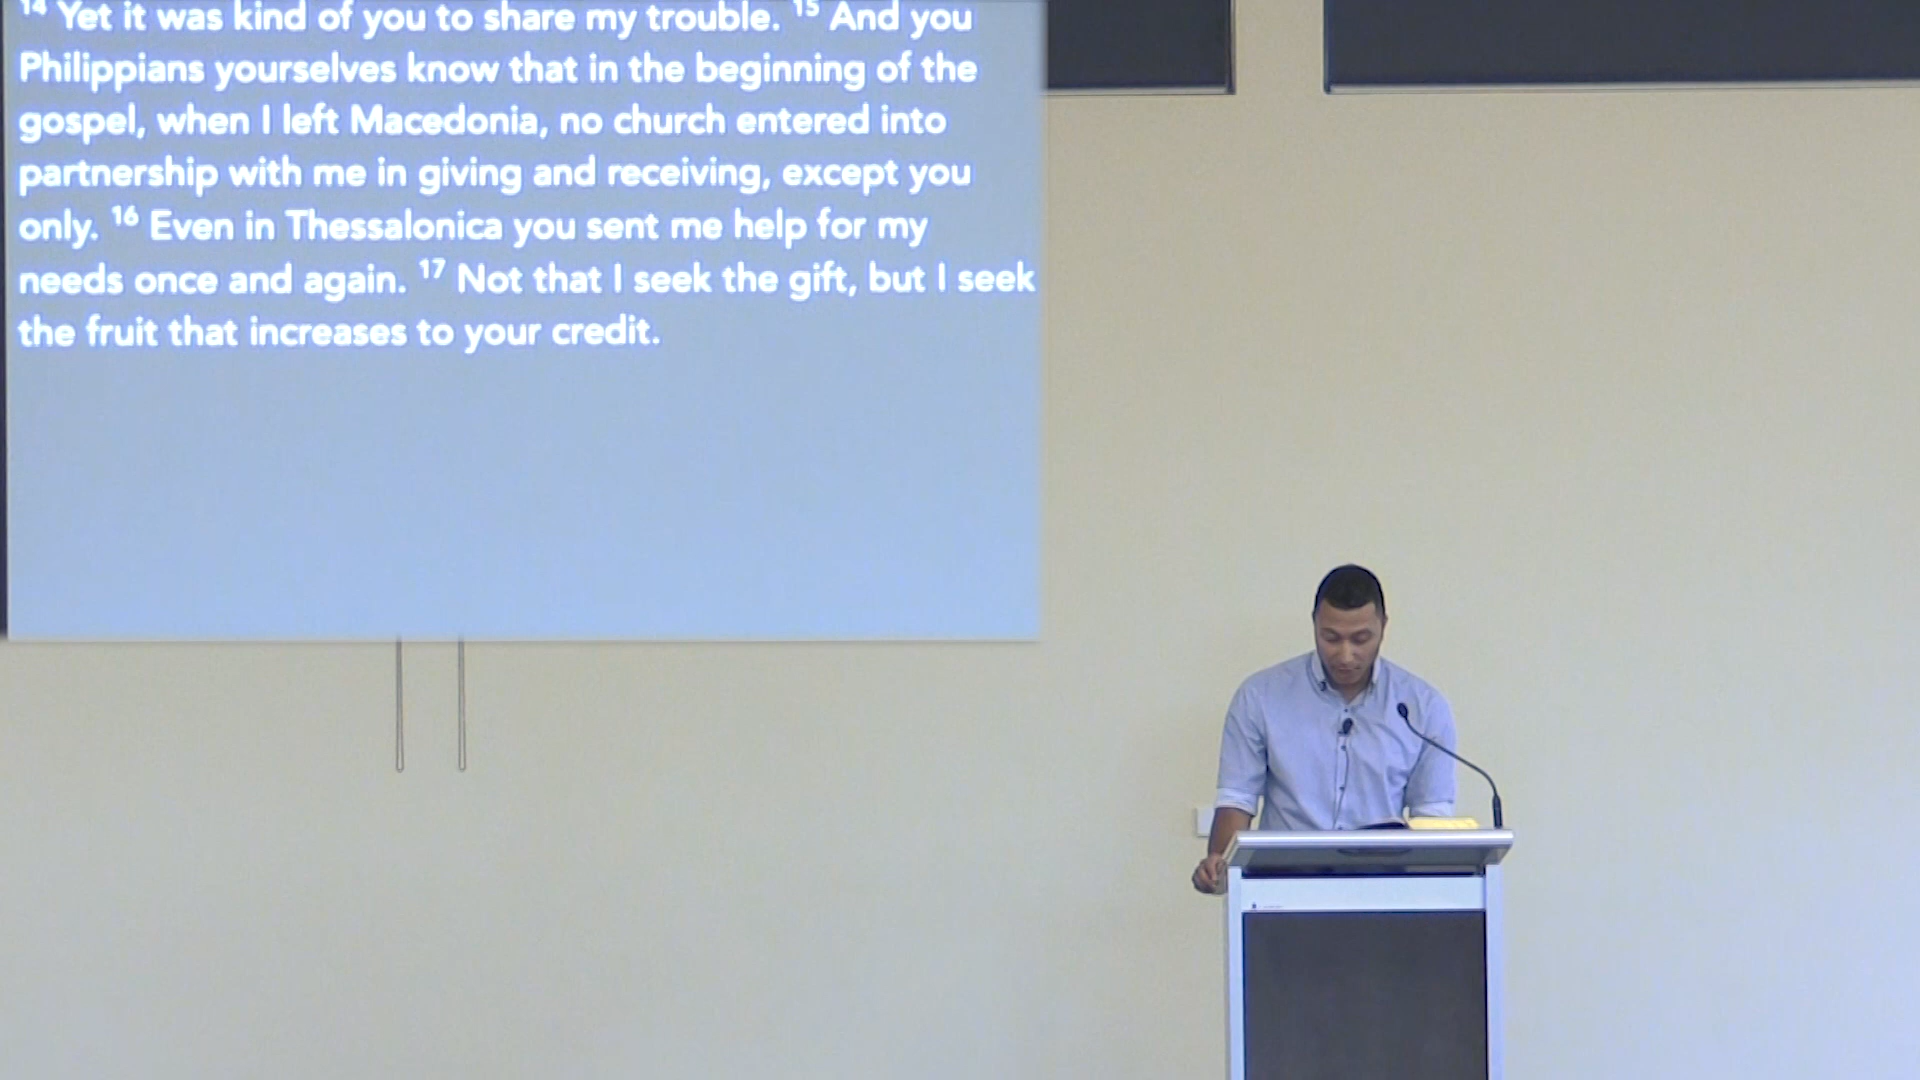 14 Yet it was kind of you to share my trouble. 15 And you
Philippians yourselves know that in the beginning of the
gospel, when I left Macedonia, no church entered into
partnership with me in giving and receiving, except you
only. 16 Even in Thessalonica you sent me help for my
needs once and again. 17 Not that I seek the gift, but I seek
the fruit that increases to your credit.